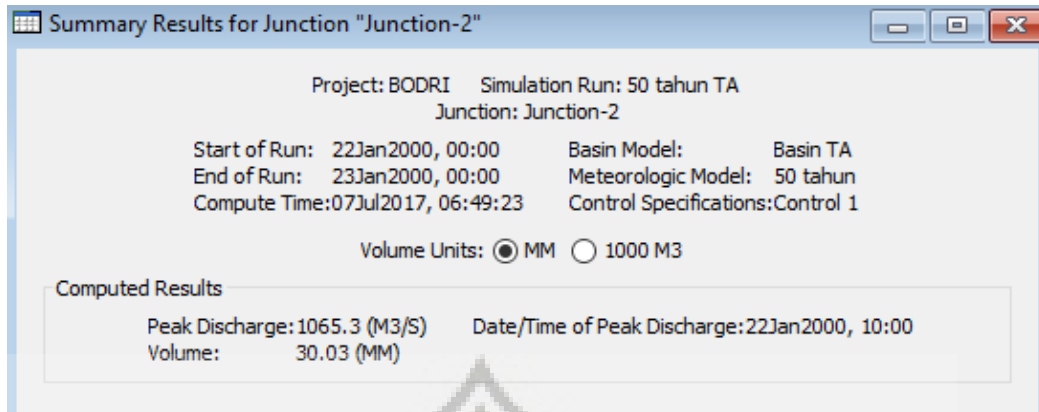 Summary Results for Junction "Junction-2"
Project: BODRI Simulation Run: 50 tahun TA
Junction: Junction-2
Start of Run: 22Jan2000, 00:00 Basin Model: Basin TA
End of Run: 23Jan2000, 00:00 Meteorologic Model: 50 tahun
Compute Time:07Jul2017, 06:49:23 Control Specifications:Control 1
Volume Units: MM 1000 M3
Computed Results
Peak Discharge:1065.3 (M3/S) Date/Time of Peak Discharge:22Jan2000, 10:00
Volume: 30.03 (MM)